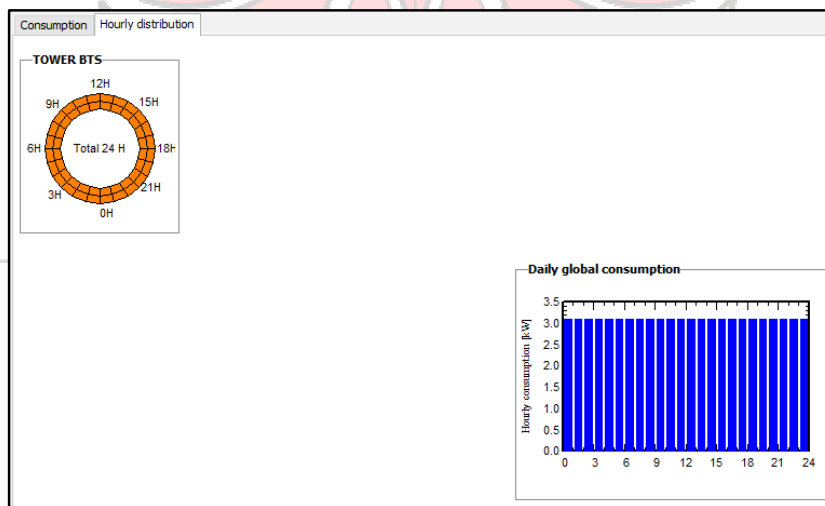 Consumption Hourly distribution
TOWER BTS
12H
9H 15H
6H Total 24 H 18H
3H 21H
0H
Daily global consumption
Hourly consumption [kW]
3.5
3.0
2.5
2.0
1.5
1.0
0.5
0.0
0 3 6 9 12 15 18 21 24